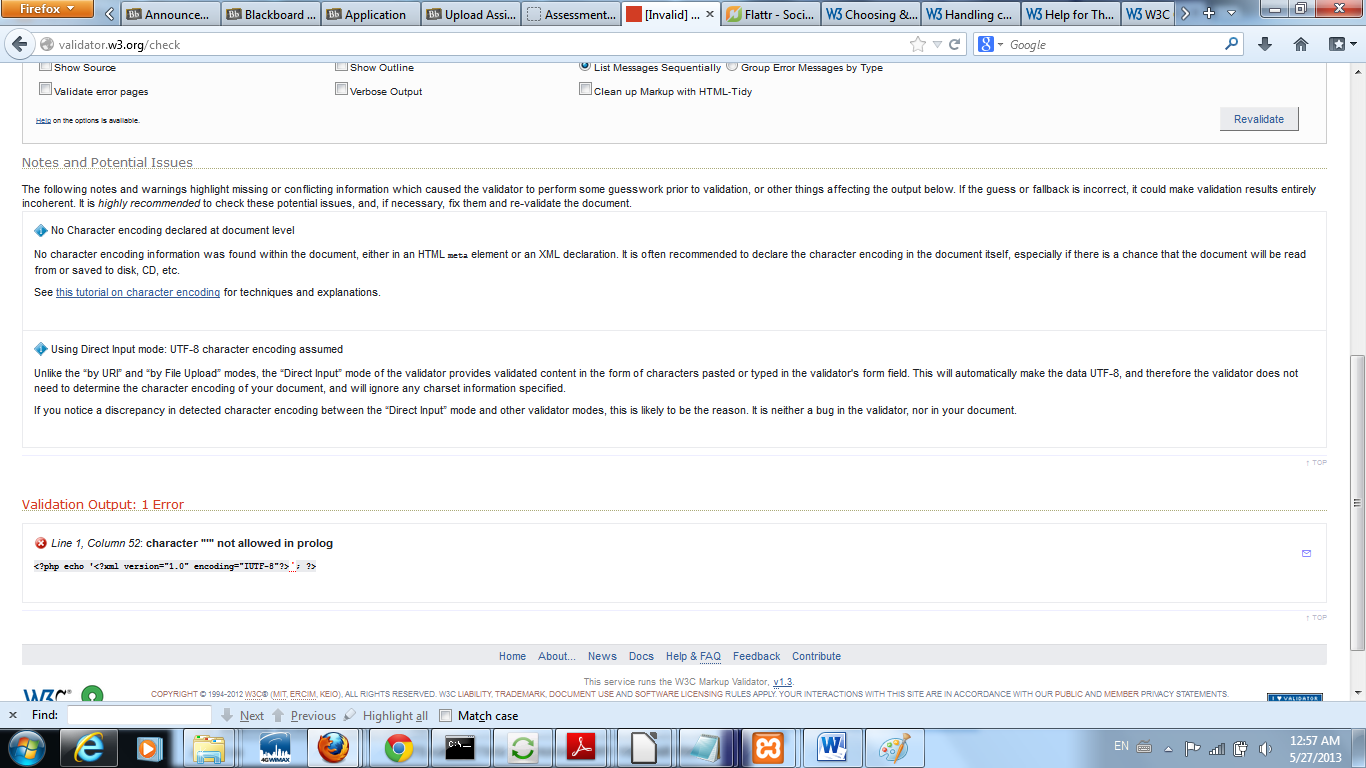 Firefox
Announce...
Blackboard ...
Application
Upload Assi...
Assessment...
[Invalid] ...
Flattr - Soci...
Choosing &...
Handling c...
Help for Th...
W3C
validator.w3.org/check
Google
Show Source
Show Outline
List Messages Sequentially
Group Error Messages by Type
Validate error pages
Verbose Output
Clean up Markup with HTML-Tidy
Help on the options is available.
Revalidate
Notes and Potential Issues
The following notes and warnings highlight missing or conflicting information which caused the validator to perform some guesswork prior to validation, or other things affecting the output below. If the guess or fallback is incorrect, it could make validation results entirely
incoherent. It is highly recommended to check these potential issues, and, if necessary, fix them and re-validate the document.
No Character encoding declared at document level
No character encoding information was found within the document, either in an HTML meta element or an XML declaration. It is often recommended to declare the character encoding in the document itself, especially if there is a chance that the document will be read
from or saved to disk, CD, etc.
See this tutorial on character encoding for techniques and explanations.
Using Direct Input mode: UTF-8 character encoding assumed
Unlike the “by URI” and “by File Upload” modes, the “Direct Input” mode of the validator provides validated content in the form of characters pasted or typed in the validator's form field. This will automatically make the data UTF-8, and therefore the validator does not
need to determine the character encoding of your document, and will ignore any charset information specified.
If you notice a discrepancy in detected character encoding between the “Direct Input” mode and other validator modes, this is likely to be the reason. It is neither a bug in the validator, nor in your document.
↑ TOP
Validation Output: 1 Error
Line 1, Column 52: character "'" not allowed in prolog
<?php echo '<?xml version="1.0" encoding="IUTF-8"?>'; ?>
↑ TOP
Home About... News Docs Help & FAQ Feedback Contribute
This service runs the W3C Markup Validator, v1.3.
W3C®
COPYRIGHT © 1994-2012 W3C® (MIT, ERCIM, KEIO), ALL RIGHTS RESERVED. W3C LIABILITY, TRADEMARK, DOCUMENT USE AND SOFTWARE LICENSING RULES APPLY. YOUR INTERACTIONS WITH THIS SITE ARE IN ACCORDANCE WITH OUR PUBLIC AND MEMBER PRIVACY STATEMENTS.
I ♥ VALIDATOR
Find:
Next
Previous
Highlight all
Match case
4GWIMAX
EN
12:57 AM
5/27/2013